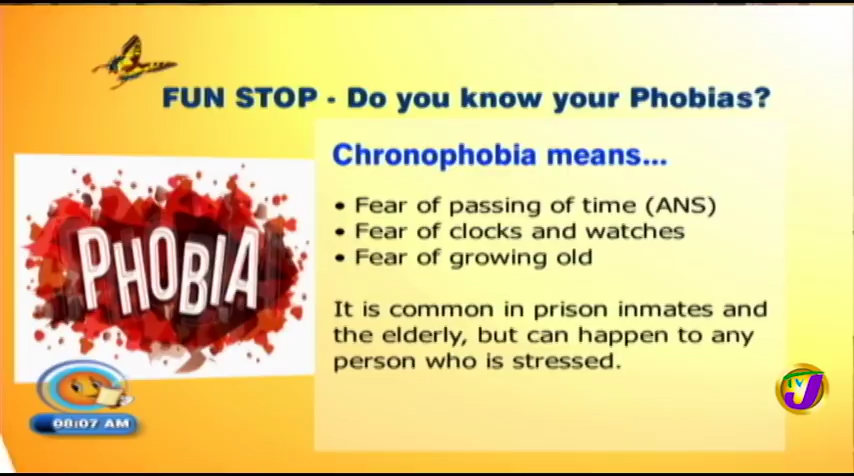 FUN STOP - Do you know your Phobias?
Chronophobia means...
• Fear of passing of time (ANS)
• Fear of clocks and watches
• Fear of growing old
PHOBIA
It is common in prison inmates and
the elderly, but can happen to any
person who is stressed.
08:07 AM
TVJ